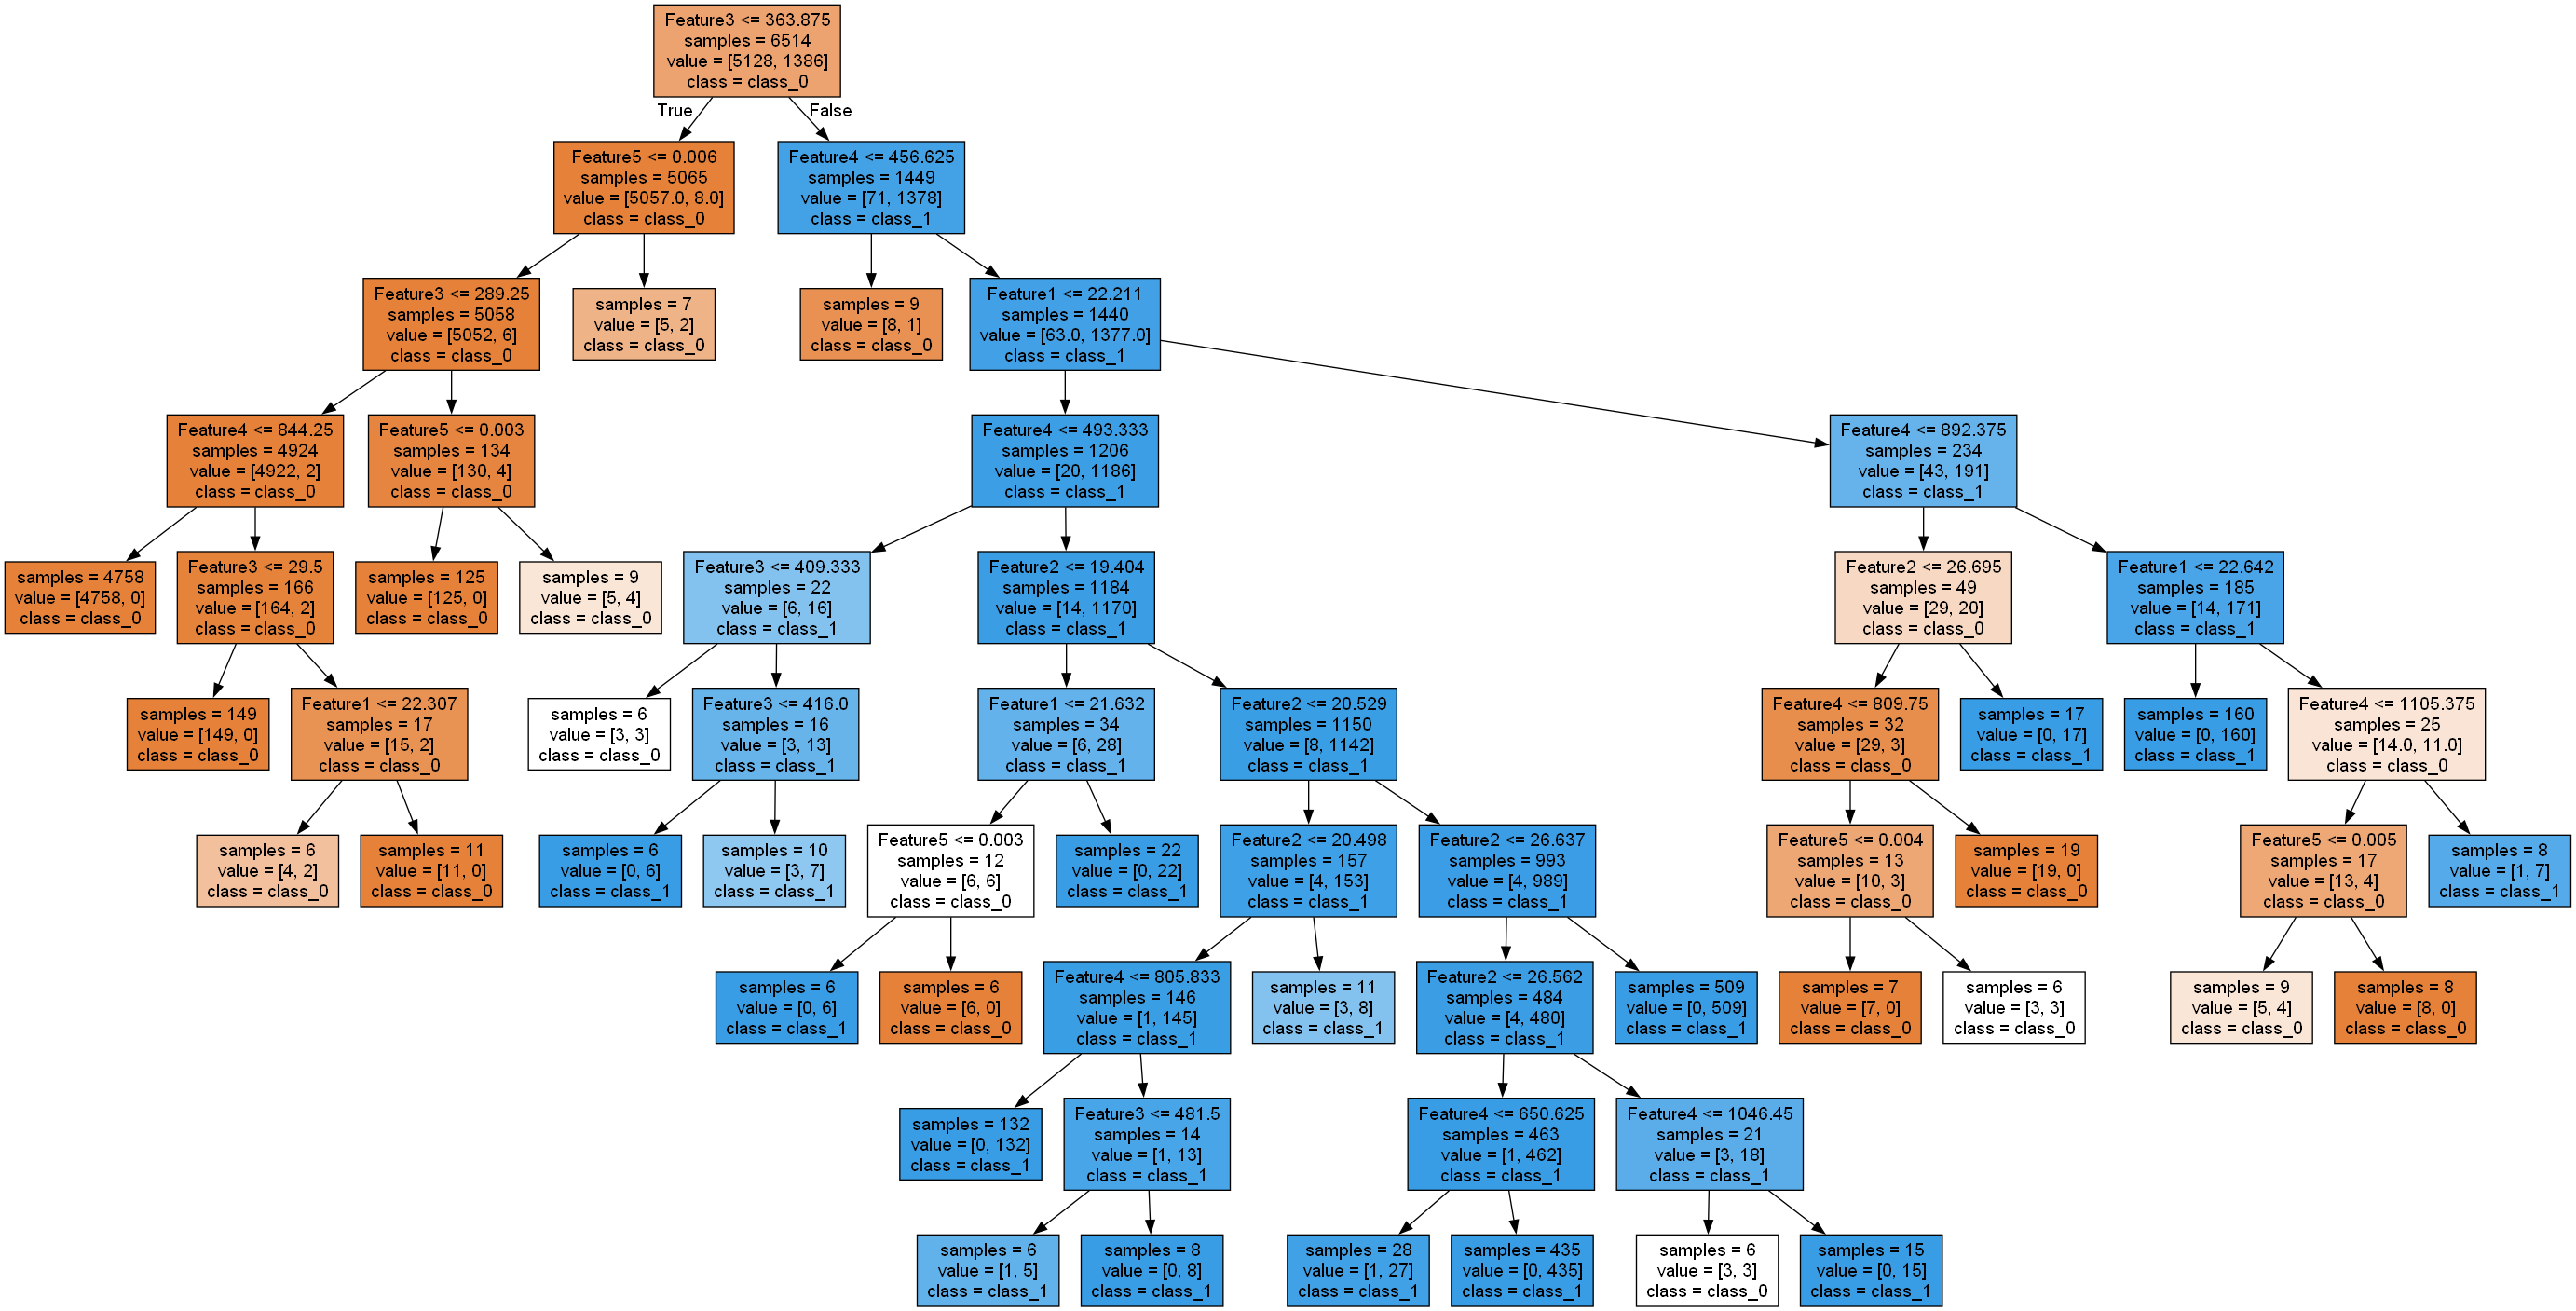 Feature3 <= 363.875
samples = 6514
value = [5128, 1386]
class = class_0
True
False
Feature5 <= 0.006
samples = 5065
value = [5057.0, 8.0]
class = class_0
Feature4 <= 456.625
samples = 1449
value = [71, 1378]
class = class_1
Feature3 <= 289.25
samples = 5058
value = [5052, 6]
class = class_0
samples = 7
value = [5, 2]
class = class_0
samples = 9
value = [8, 1]
class = class_0
Feature1 <= 22.211
samples = 1440
value = [63.0, 1377.0]
class = class_1
Feature4 <= 844.25
samples = 4924
value = [4922, 2]
class = class_0
Feature5 <= 0.003
samples = 134
value = [130, 4]
class = class_0
Feature4 <= 493.333
samples = 1206
value = [20, 1186]
class = class_1
Feature4 <= 892.375
samples = 234
value = [43, 191]
class = class_1
samples = 4758
value = [4758, 0]
class = class_0
Feature3 <= 29.5
samples = 166
value = [164, 2]
class = class_0
samples = 125
value = [125, 0]
class = class_0
samples = 9
value = [5, 4]
class = class_0
Feature3 <= 409.333
samples = 22
value = [6, 16]
class = class_1
Feature2 <= 19.404
samples = 1184
value = [14, 1170]
class = class_1
Feature2 <= 26.695
samples = 49
value = [29, 20]
class = class_0
Feature1 <= 22.642
samples = 185
value = [14, 171]
class = class_1
samples = 149
value = [149, 0]
class = class_0
Feature1 <= 22.307
samples = 17
value = [15, 2]
class = class_0
samples = 6
value = [3, 3]
class = class_0
Feature3 <= 416.0
samples = 16
value = [3, 13]
class = class_1
Feature1 <= 21.632
samples = 34
value = [6, 28]
class = class_1
Feature2 <= 20.529
samples = 1150
value = [8, 1142]
class = class_1
Feature4 <= 809.75
samples = 32
value = [29, 3]
class = class_0
samples = 17
value = [0, 17]
class = class_1
samples = 160
value = [0, 160]
class = class_1
Feature4 <= 1105.375
samples = 25
value = [14.0, 11.0]
class = class_0
samples = 6
value = [4, 2]
class = class_0
samples = 11
value = [11, 0]
class = class_0
samples = 6
value = [0, 6]
class = class_1
samples = 10
value = [3, 7]
class = class_1
Feature5 <= 0.003
samples = 12
value = [6, 6]
class = class_0
samples = 22
value = [0, 22]
class = class_1
Feature2 <= 20.498
samples = 157
value = [4, 153]
class = class_1
Feature2 <= 26.637
samples = 993
value = [4, 989]
class = class_1
Feature5 <= 0.004
samples = 13
value = [10, 3]
class = class_0
samples = 19
value = [19, 0]
class = class_0
Feature5 <= 0.005
samples = 17
value = [13, 4]
class = class_0
samples = 8
value = [1, 7]
class = class_1
samples = 6
value = [0, 6]
class = class_1
samples = 6
value = [6, 0]
class = class_0
Feature4 <= 805.833
samples = 146
value = [1, 145]
class = class_1
samples = 11
value = [3, 8]
class = class_1
Feature2 <= 26.562
samples = 484
value = [4, 480]
class = class_1
samples = 509
value = [0, 509]
class = class_1
samples = 7
value = [7, 0]
class = class_0
samples = 6
value = [3, 3]
class = class_0
samples = 9
value = [5, 4]
class = class_0
samples = 8
value = [8, 0]
class = class_0
samples = 132
value = [0, 132]
class = class_1
Feature3 <= 481.5
samples = 14
value = [1, 13]
class = class_1
Feature4 <= 650.625
samples = 463
value = [1, 462]
class = class_1
Feature4 <= 1046.45
samples = 21
value = [3, 18]
class = class_1
samples = 6
value = [1, 5]
class = class_1
samples = 8
value = [0, 8]
class = class_1
samples = 28
value = [1, 27]
class = class_1
samples = 435
value = [0, 435]
class = class_1
samples = 6
value = [3, 3]
class = class_0
samples = 15
value = [0, 15]
class = class_1